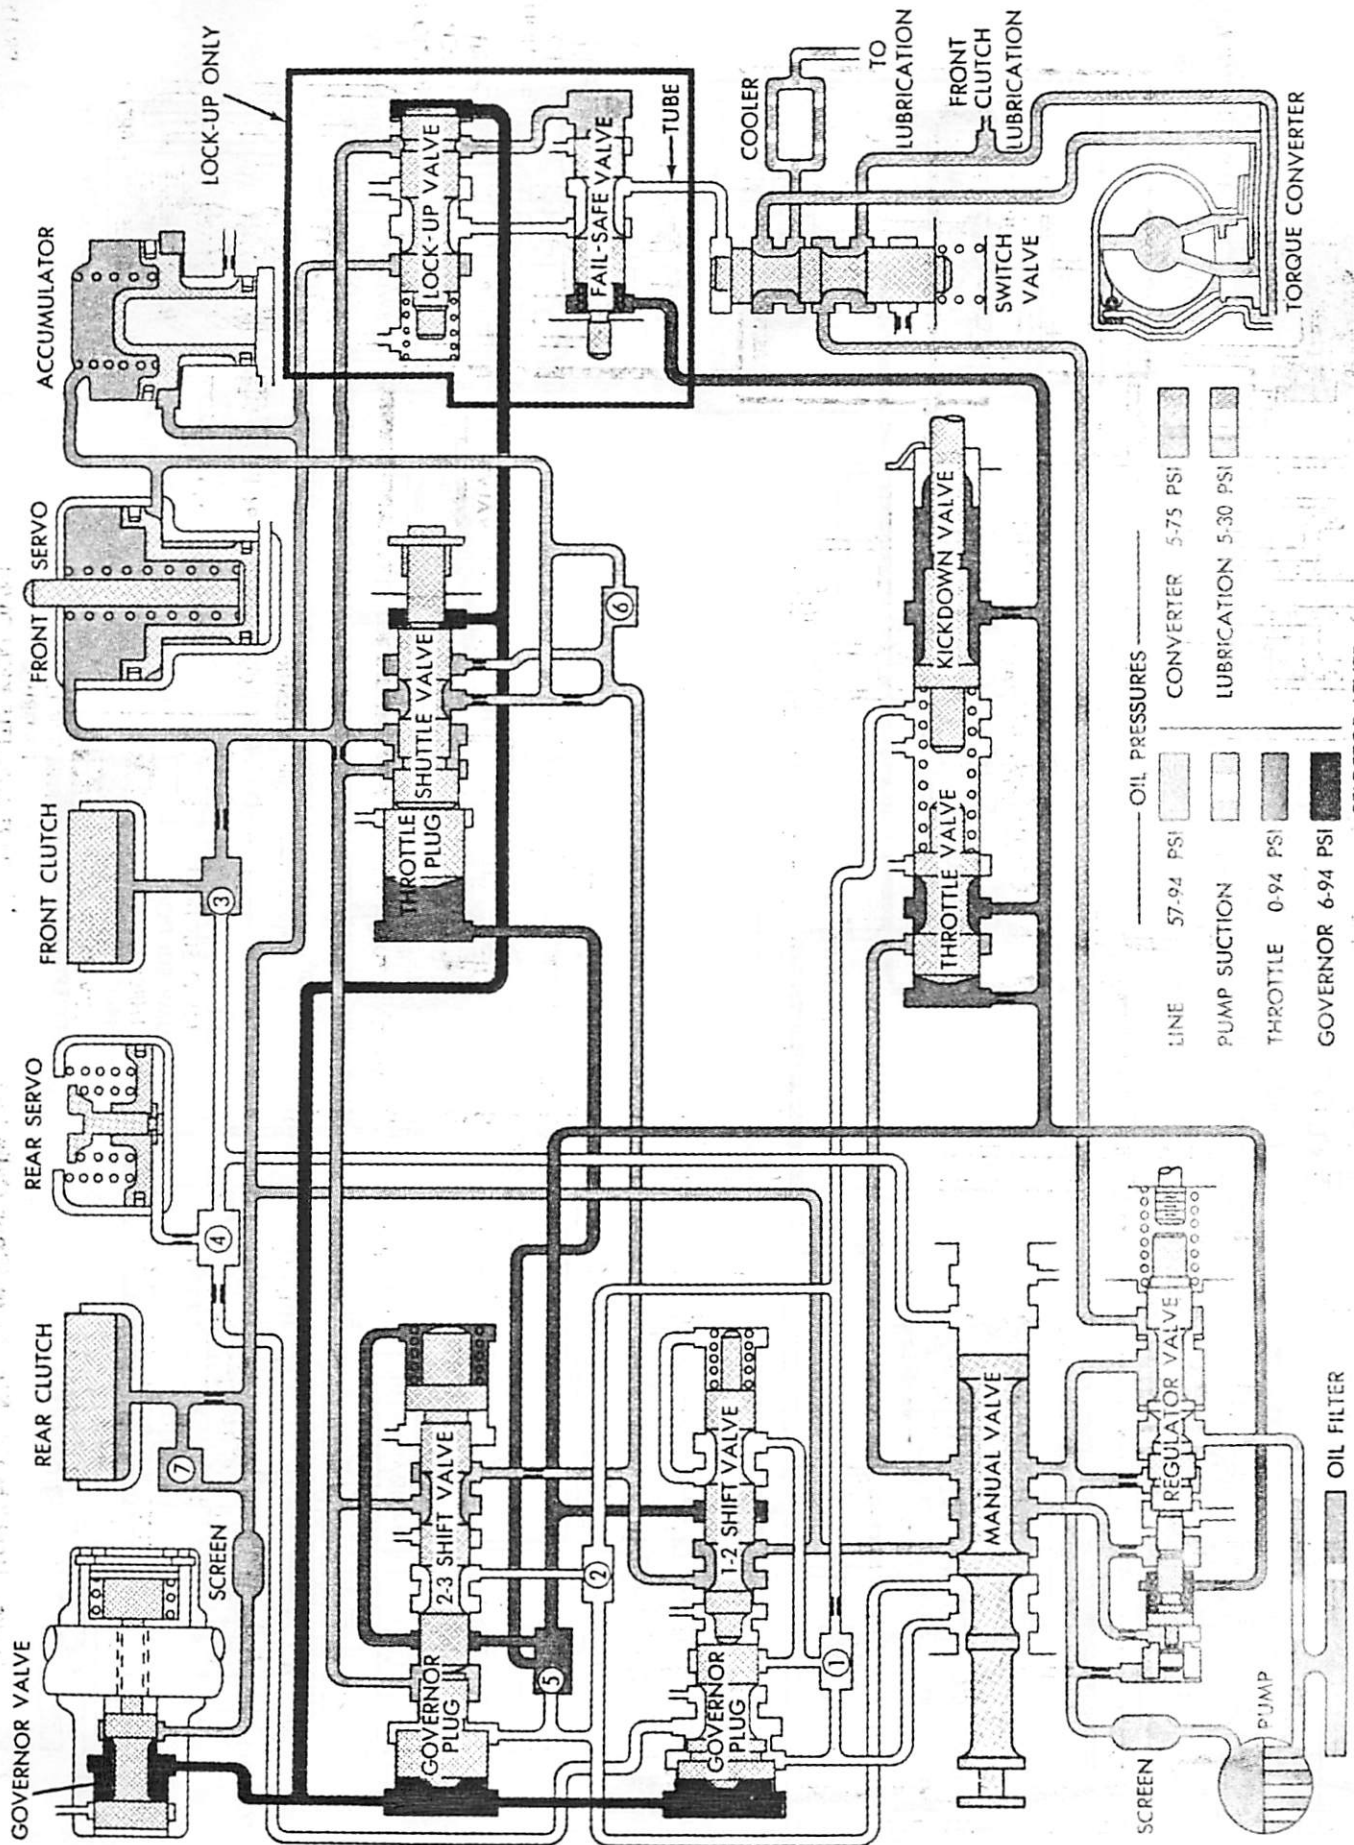 GOVERNOR VALVE
SCREEN
REAR CLUTCH
REAR SERVO
FRONT CLUTCH
FRONT SERVO
ACCUMULATOR
LOCK-UP ONLY
7
4
3
GOVERNOR
PLUG
2-3 SHIFT VALVE
THROTTLE
PLUG
SHUTTLE VALVE
LOCK-UP VALVE
FAIL-SAFE VALVE
TUBE
5
2
6
GOVERNOR
PLUG
1-2 SHIFT VALVE
1
COOLER
TO
LUBRICATION
FRONT
CLUTCH
LUBRICATION
SWITCH
VALVE
THROTTLE VALVE
KICKDOWN VALVE
MANUAL VALVE
REGULATOR VALVE
SCREEN
PUMP
OIL FILTER
TORQUE CONVERTER
OIL PRESSURES
LINE 57-94 PSI
CONVERTER 5-75 PSI
PUMP SUCTION
LUBRICATION 5-30 PSI
THROTTLE 0-94 PSI
GOVERNOR 6-94 PSI